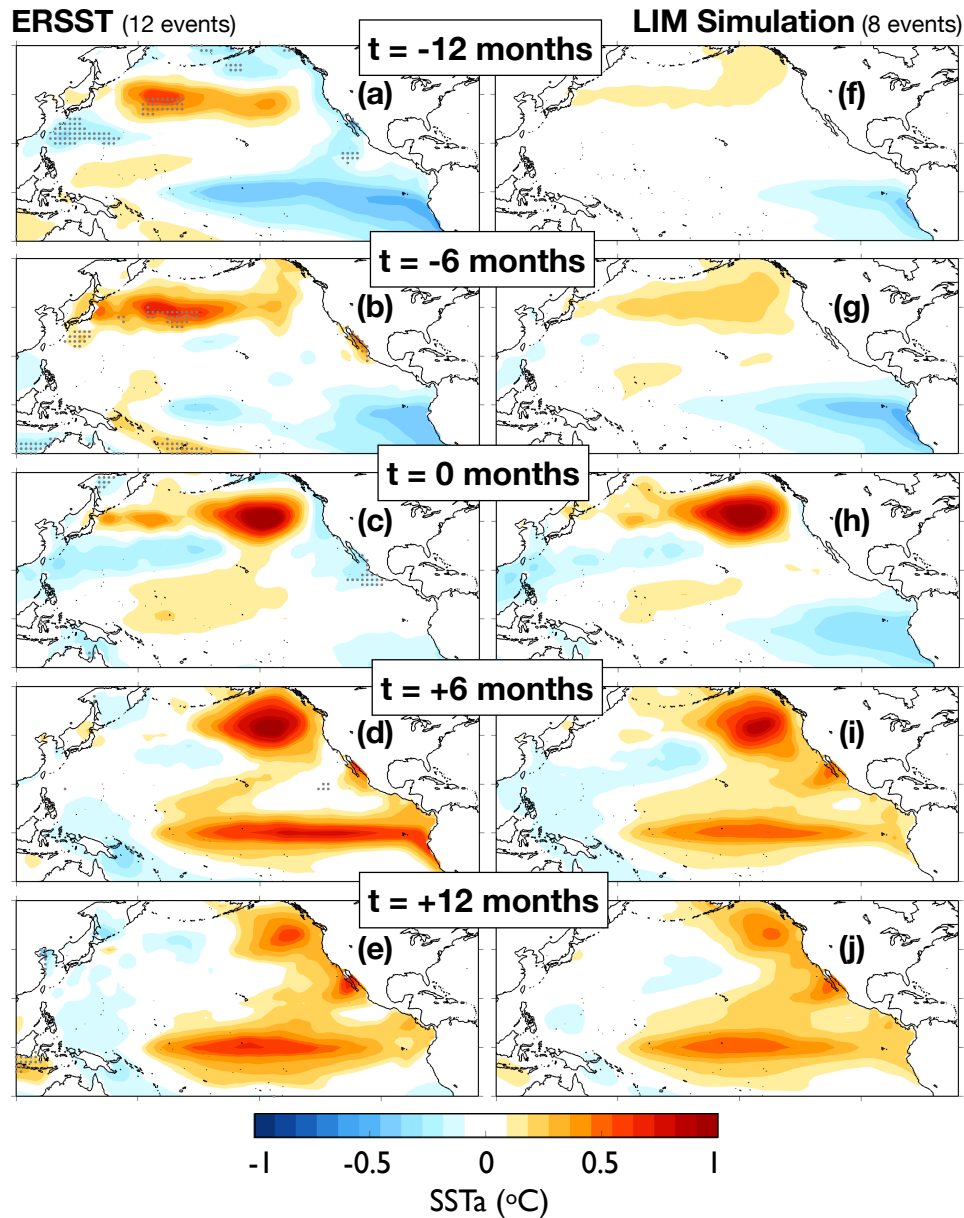 ERSST (12 events)
LIM Simulation (8 events)
t = -12 months
(a)
(f)
t = -6 months
(b)
(g)
t = 0 months
(c)
(h)
t = +6 months
(d)
(i)
t = +12 months
(e)
(j)
-1 -0.5 0 0.5 1
SSTa (oC)